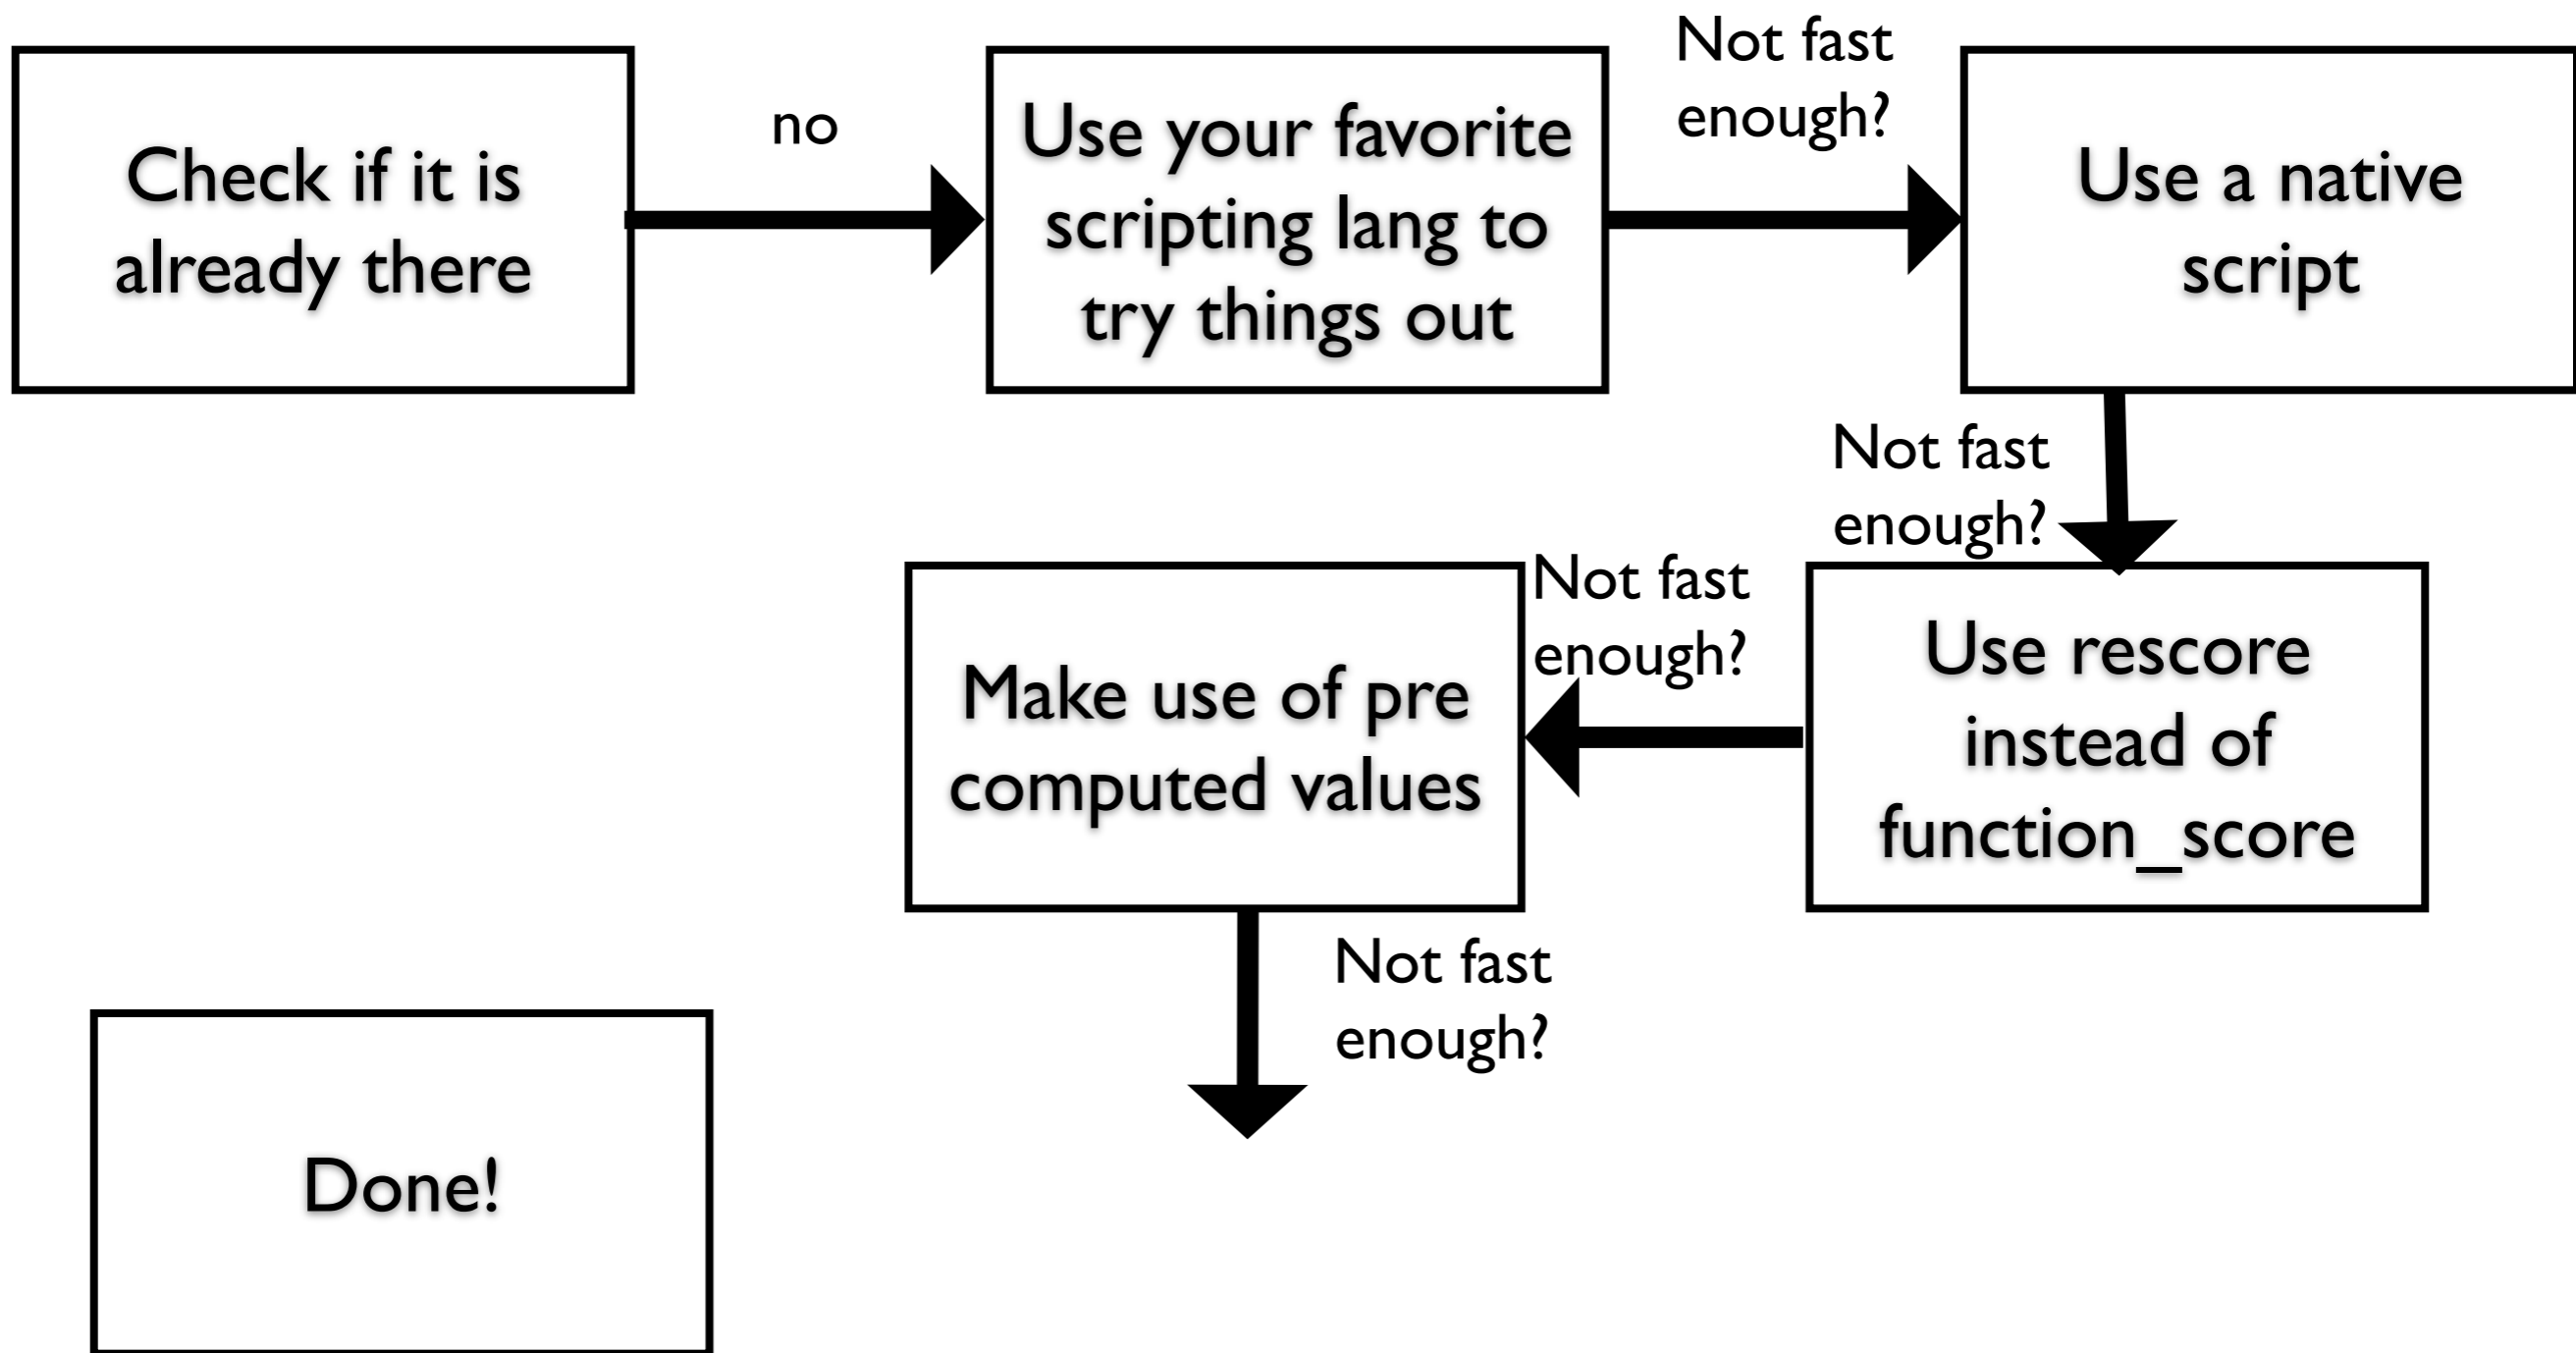 Check if it is
already there
no
Use your favorite
scripting lang to
try things out
Not fast
enough?
Use a native
script
Not fast
enough?
Use rescore
instead of
function_score
Not fast
enough?
Make use of pre
computed values
Not fast
enough?
Done!